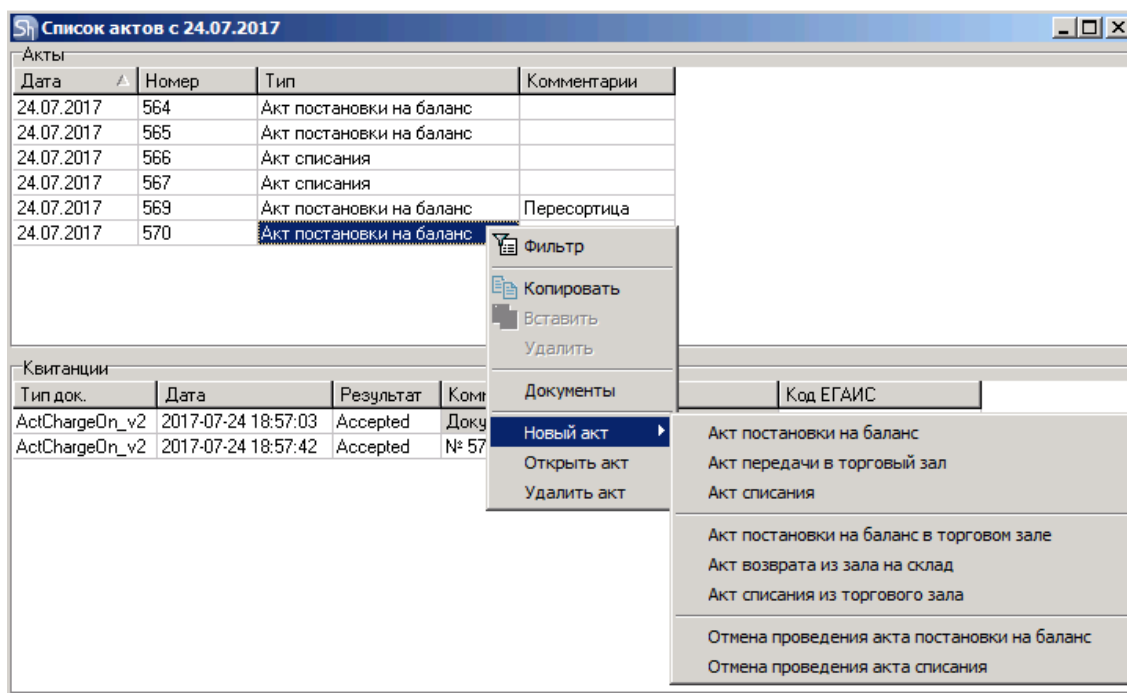 Sh Список актов с 24.07.2017
Акты
Дата Номер Тип Комментарии
24.07.2017 564 Акт постановки на баланс
24.07.2017 565 Акт постановки на баланс
24.07.2017 566 Акт списания
24.07.2017 567 Акт списания
24.07.2017 569 Акт постановки на баланс Пересортица
24.07.2017 570 Акт постановки на баланс
Фильтр
Копировать
Вставить
Удалить
Документы
Новый акт
Открыть акт
Удалить акт
Квитанции
Тип док. Дата Результат Код ЕГАИС
ActChargeOn_v2 2017-07-24 18:57:03 Accepted
ActChargeOn_v2 2017-07-24 18:57:42 Accepted № 57
Акт постановки на баланс
Акт передачи в торговый зал
Акт списания
Акт постановки на баланс в торговом зале
Акт возврата из зала на склад
Акт списания из торгового зала
Отмена проведения акта постановки на баланс
Отмена проведения акта списания